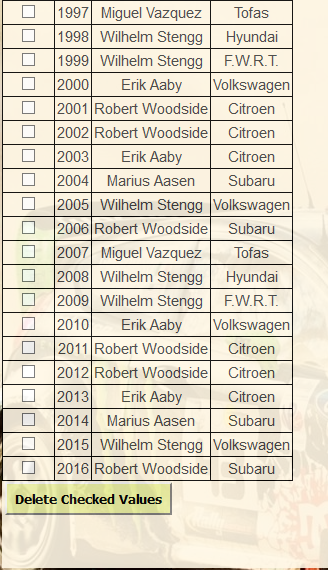 1997 Miguel Vazquez Tofas
1998 Wilhelm Stengg Hyundai
1999 Wilhelm Stengg F.W.R.T.
2000 Erik Aaby Volkswagen
2001 Robert Woodside Citroen
2002 Robert Woodside Citroen
2003 Erik Aaby Citroen
2004 Marius Aasen Subaru
2005 Wilhelm Stengg Volkswagen
2006 Robert Woodside Subaru
2007 Miguel Vazquez Tofas
2008 Wilhelm Stengg Hyundai
2009 Wilhelm Stengg F.W.R.T.
2010 Erik Aaby Volkswagen
2011 Robert Woodside Citroen
2012 Robert Woodside Citroen
2013 Erik Aaby Citroen
2014 Marius Aasen Subaru
2015 Wilhelm Stengg Volkswagen
2016 Robert Woodside Subaru
Delete Checked Values